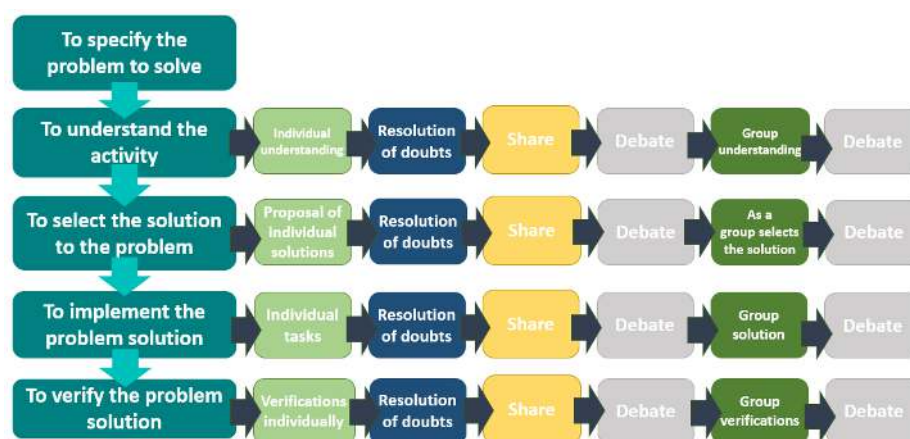 To specify the
problem to solve
To understand the
activity
Individual
understanding
Resolution
of doubts
Share
Debate
Group
understanding
Debate
To select the solution
to the problem
Proposal of
individual
solutions
Resolution
of doubts
Share
Debate
As a
group selects
the solution
Debate
To implement the
problem solution
Individual
tasks
Resolution
of doubts
Share
Debate
Group
solution
Debate
To verify the problem
solution
Verifications
individually
Resolution
of doubts
Share
Debate
Group
verifications
Debate